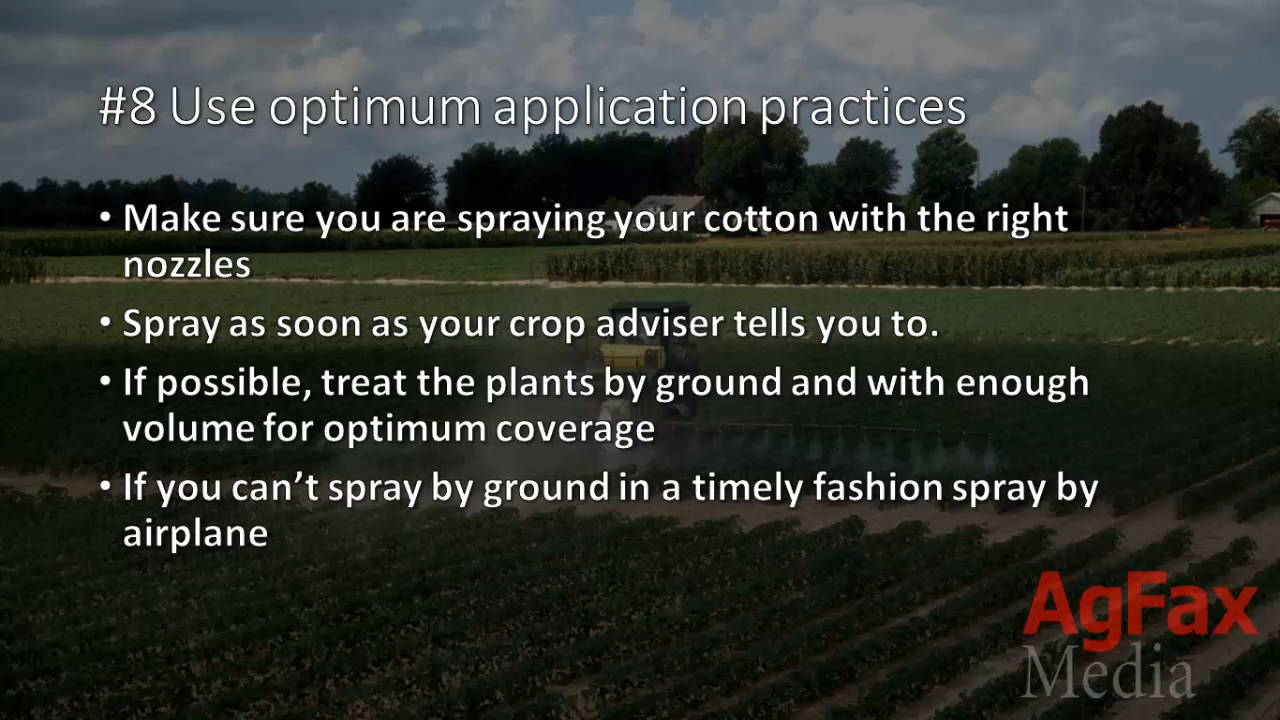 #8 Use optimum application practices
• Make sure you are spraying your cotton with the right
nozzles
• Spray as soon as your crop adviser tells you to.
• If possible, treat the plants by ground and with enough
volume for optimum coverage
• If you can’t spray by ground in a timely fashion spray by
airplane
AgFax
Media